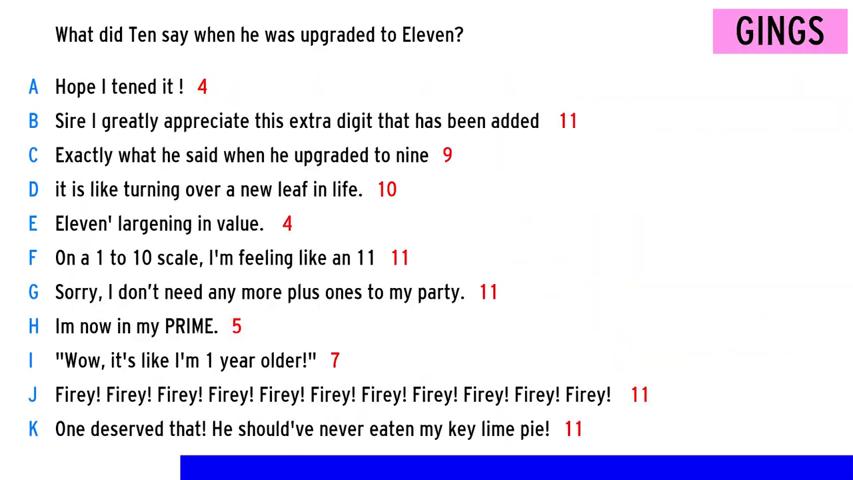 What did Ten say when he was upgraded to Eleven?
GINGS
A Hope I tened it ! 4
B Sire I greatly appreciate this extra digit that has been added 11
C Exactly what he said when he upgraded to nine 9
D it is like turning over a new leaf in life. 10
E Eleven' largening in value. 4
F On a 1 to 10 scale, I'm feeling like an 11 11
G Sorry, I don’t need any more plus ones to my party. 11
H Im now in my PRIME. 5
I "Wow, it's like I'm 1 year older!" 7
J Firey! Firey! Firey! Firey! Firey! Firey! Firey! Firey! Firey! Firey! Firey! 11
K One deserved that! He should've never eaten my key lime pie! 11